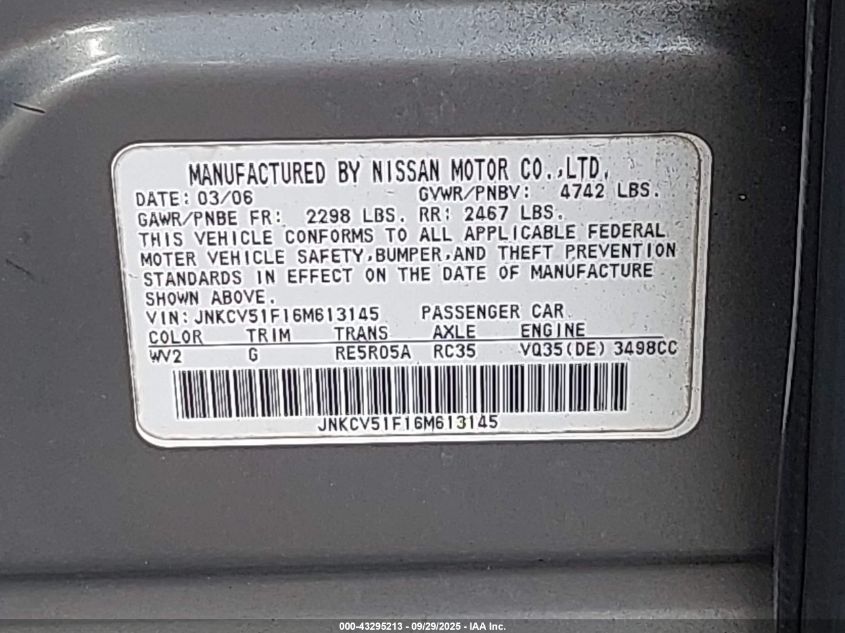 MANUFACTURED BY NISSAN MOTOR CO.,LTD.
DATE: 03/06 GVWR/PNBV: 4742 LBS.
GAWR/PNBE FR: 2298 LBS. RR: 2467 LBS.
THIS VEHICLE CONFORMS TO ALL APPLICABLE FEDERAL
MOTER VEHICLE SAFETY,BUMPER,AND THEFT PREVENTION
STANDARDS IN EFFECT ON THE DATE OF MANUFACTURE
SHOWN ABOVE.
VIN: JNKCV51F16M613145 PASSENGER CAR
COLOR TRIM TRANS AXLE ENGINE
WV2 G RE5R05A RC35 VQ35(DE) 3498CC
JNKCV51F16M613145
000-43295213 - 09/29/2025 - IAA Inc.